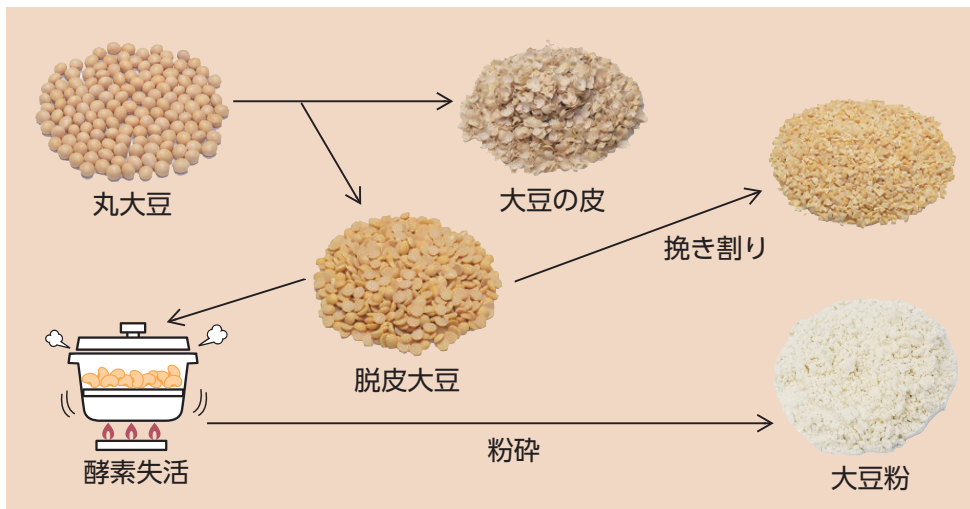 丸大豆
大豆の皮
挽き割り
脱皮大豆
酵素失活
粉砕
大豆粉